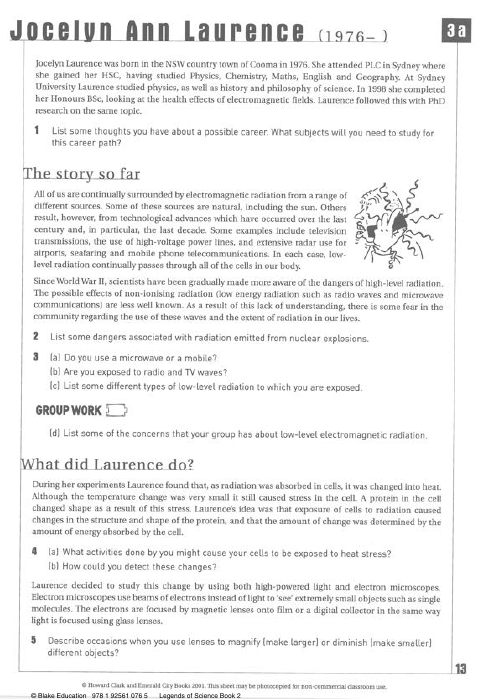 Jocelyn Ann Laurence (1976– )
3a
Jocelyn Laurence was born in the NSW country town of Cooma in 1976. She attended PLC in Sydney where
she gained her HSC, having studied Physics, Chemistry, Maths, English and Geography. At Sydney
University Laurence studied physics, as well as history and philosophy of science. In 1998 she completed
her Honours BSc, looking at the health effects of electromagnetic fields. Laurence followed this with PhD
research on the same topic.
1 List some thoughts you have about a possible career. What subjects will you need to study for
this career path?
The story so far
All of us are continually surrounded by electromagnetic radiation from a range of
different sources. Some of these sources are natural, including the sun. Others
result, however, from technological advances which have occurred over the last
century and, in particular, the last decade. Some examples include television
transmissions, the use of high-voltage power lines, and extensive radar use for
airports, seafaring and mobile phone telecommunications. In each case, low-
level radiation continually passes through all of the cells in our body.
Since World War II, scientists have been gradually made more aware of the dangers of high-level radiation.
The possible effects of non-ionising radiation (low energy radiation such as radio waves and microwave
communications) are less well known. As a result of this lack of understanding, there is some fear in the
community regarding the use of these waves and the extent of radiation in our lives.
2 List some dangers associated with radiation emitted from nuclear explosions.
3 (a) Do you use a microwave or a mobile?
(b) Are you exposed to radio and TV waves?
(c) List some different types of low-level radiation to which you are exposed.
GROUP WORK
(d) List some of the concerns that your group has about low-level electromagnetic radiation.
What did Laurence do?
During her experiments Laurence found that, as radiation was absorbed in cells, it was changed into heat.
Although the temperature change was very small it still caused stress in the cell. A protein in the cell
changed shape as a result of this stress. Laurence's idea was that exposure of cells to radiation caused
changes in the structure and shape of the protein, and that the amount of change was determined by the
amount of energy absorbed by the cell.
4 (a) What activities done by you might cause your cells to be exposed to heat stress?
(b) How could you detect these changes?
Laurence decided to study this change by using both high-powered light and electron microscopes.
Electron microscopes use beams of electrons instead of light to 'see' extremely small objects such as single
molecules. The electrons are focused by magnetic lenses onto film or a digital collector in the same way
light is focused using glass lenses.
5 Describe occasions when you use lenses to magnify (make larger) or diminish (make smaller)
different objects?
13
© Howard Clark and Emerald City Books 2001. This sheet may be photocopied for non-commercial classroom use.
© Blake Education 978 1 92561 076 5 Legends of Science Book 2